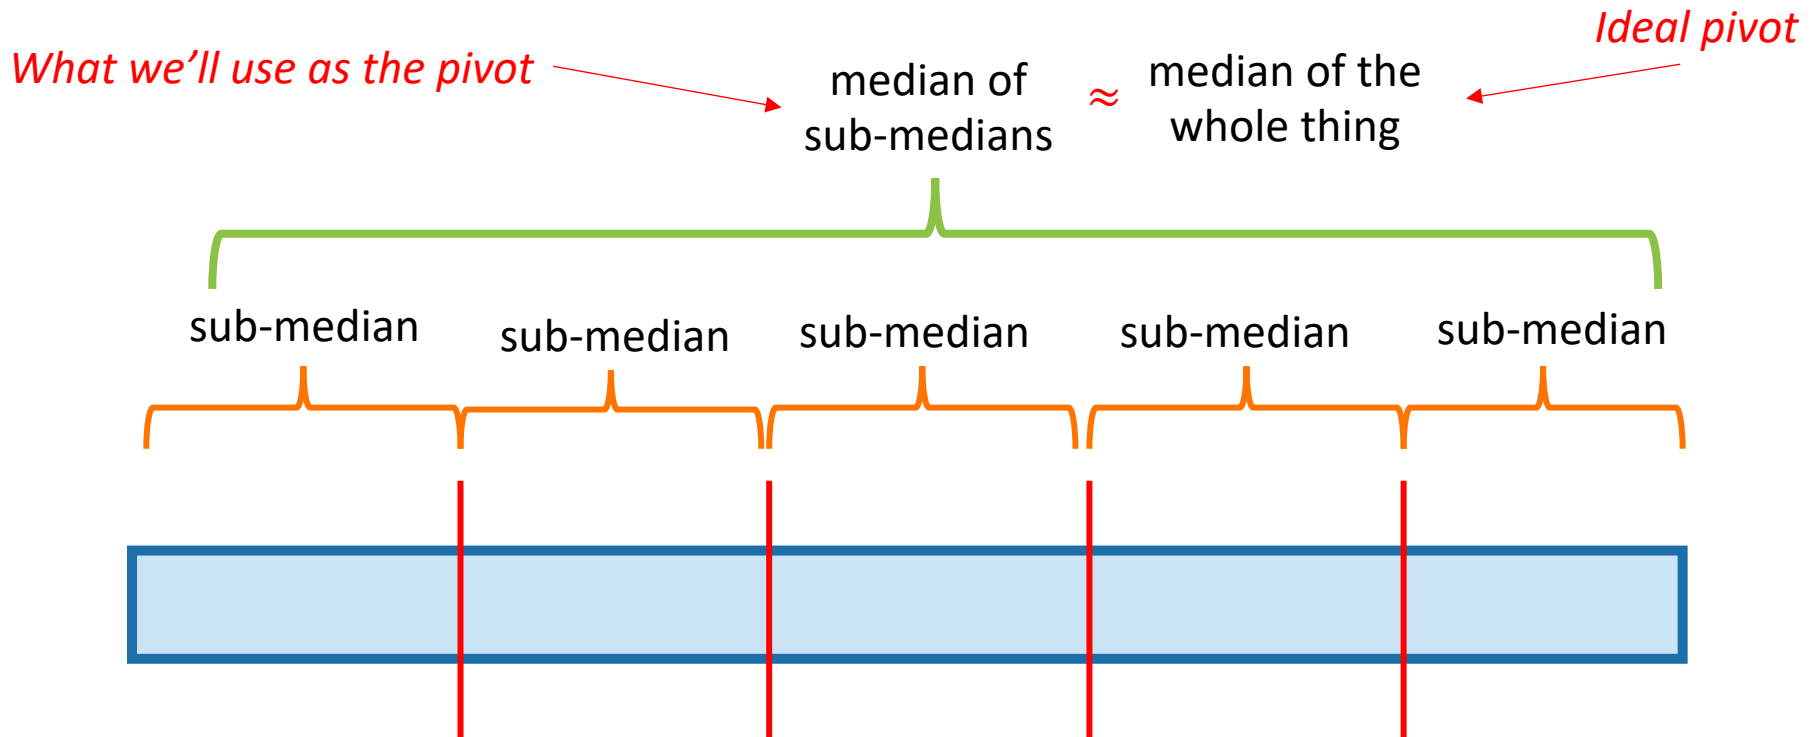 Ideal pivot
What we’ll use as the pivot
median of
sub-medians
≈
median of the
whole thing
sub-median
sub-median
sub-median
sub-median
sub-median